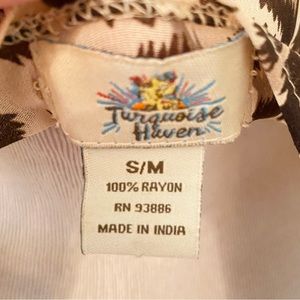 Turquoise
Haven
S/M
100% RAYON
RN 93886
MADE IN INDIA